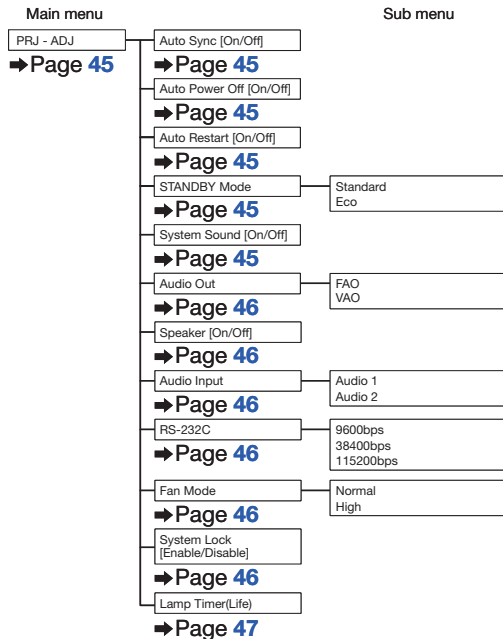 Main menu
Sub menu
PRJ - ADJ
➡Page 45
Auto Sync [On/Off]
➡Page 45
Auto Power Off [On/Off]
➡Page 45
Auto Restart [On/Off]
➡Page 45
STANDBY Mode
➡Page 45
Standard
Eco
System Sound [On/Off]
➡Page 45
Audio Out
➡Page 46
FAO
VAO
Speaker [On/Off]
➡Page 46
Audio Input
➡Page 46
Audio 1
Audio 2
RS-232C
➡Page 46
9600bps
38400bps
115200bps
Fan Mode
➡Page 46
Normal
High
System Lock
[Enable/Disable]
➡Page 46
Lamp Timer(Life)
➡Page 47